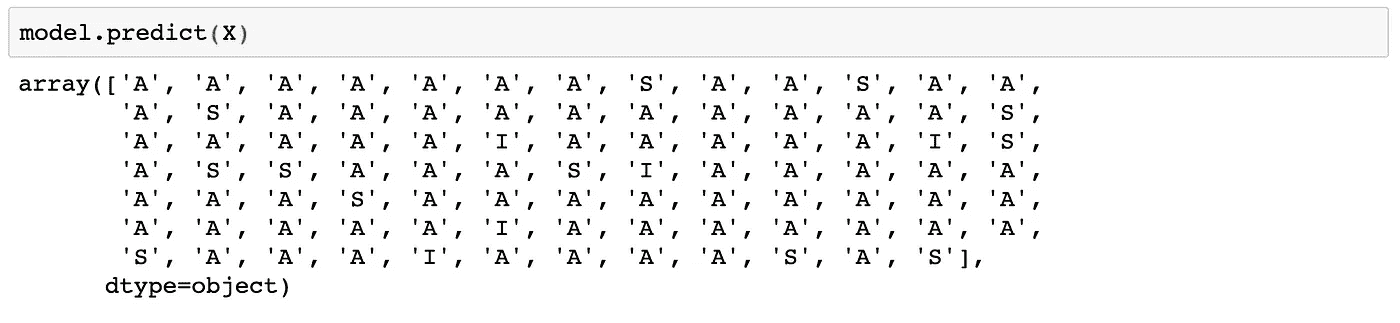 model.predict(X)
array(['A', 'A', 'A', 'A', 'A', 'A', 'A', 'S', 'A', 'A', 'S', 'A', 'A',
'A', 'S', 'A', 'A', 'A', 'A', 'A', 'A', 'A', 'A', 'A', 'A', 'S',
'A', 'A', 'A', 'A', 'A', 'I', 'A', 'A', 'A', 'A', 'A', 'I', 'S',
'A', 'S', 'S', 'A', 'A', 'A', 'S', 'I', 'A', 'A', 'A', 'A', 'A',
'A', 'A', 'A', 'S', 'A', 'A', 'A', 'A', 'A', 'A', 'A', 'A', 'A',
'A', 'A', 'A', 'A', 'A', 'I', 'A', 'A', 'A', 'A', 'A', 'A', 'A',
'S', 'A', 'A', 'A', 'I', 'A', 'A', 'A', 'A', 'S', 'A', 'S'],
dtype=object)